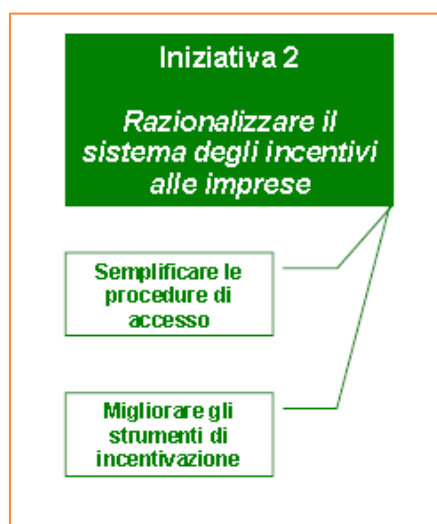 Iniziativa 2
Razionalizzare il
sistema degli incentivi
alle imprese
Semplificare le
procedure di
accesso
Migliorare gli
strumenti di
incentivazione